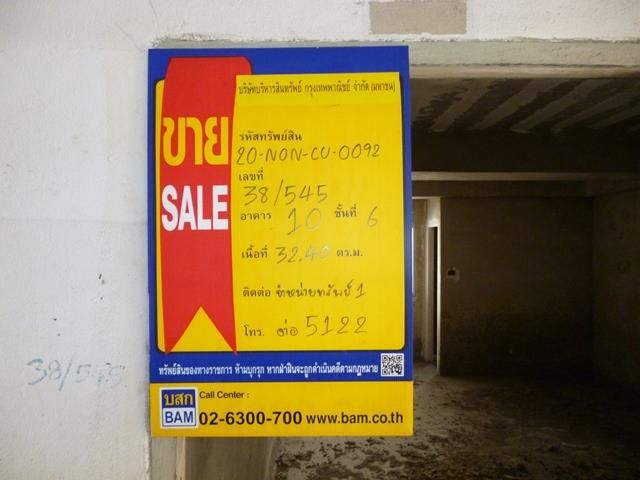 บริษัทบริหารสินทรัพย์ กรุงเทพพาณิชย์ จำกัด (มหาชน)
ขาย
SALE
รหัสทรัพย์สิน
20-NON-CU-0092
เลขที่
38/545
อาคาร 10 ชั้นที่ 6
เนื้อที่ 32.40 ตร.ม.
ติดต่อ จำหน่ายทรัพย์ 1
โทร. ต่อ 5122
ทรัพย์สินของทางราชการ ห้ามบุกรุก หากฝ่าฝืนจะถูกดำเนินคดีตามกฎหมาย
บสก
BAM
Call Center :
02-6300-700 www.bam.co.th
38/545